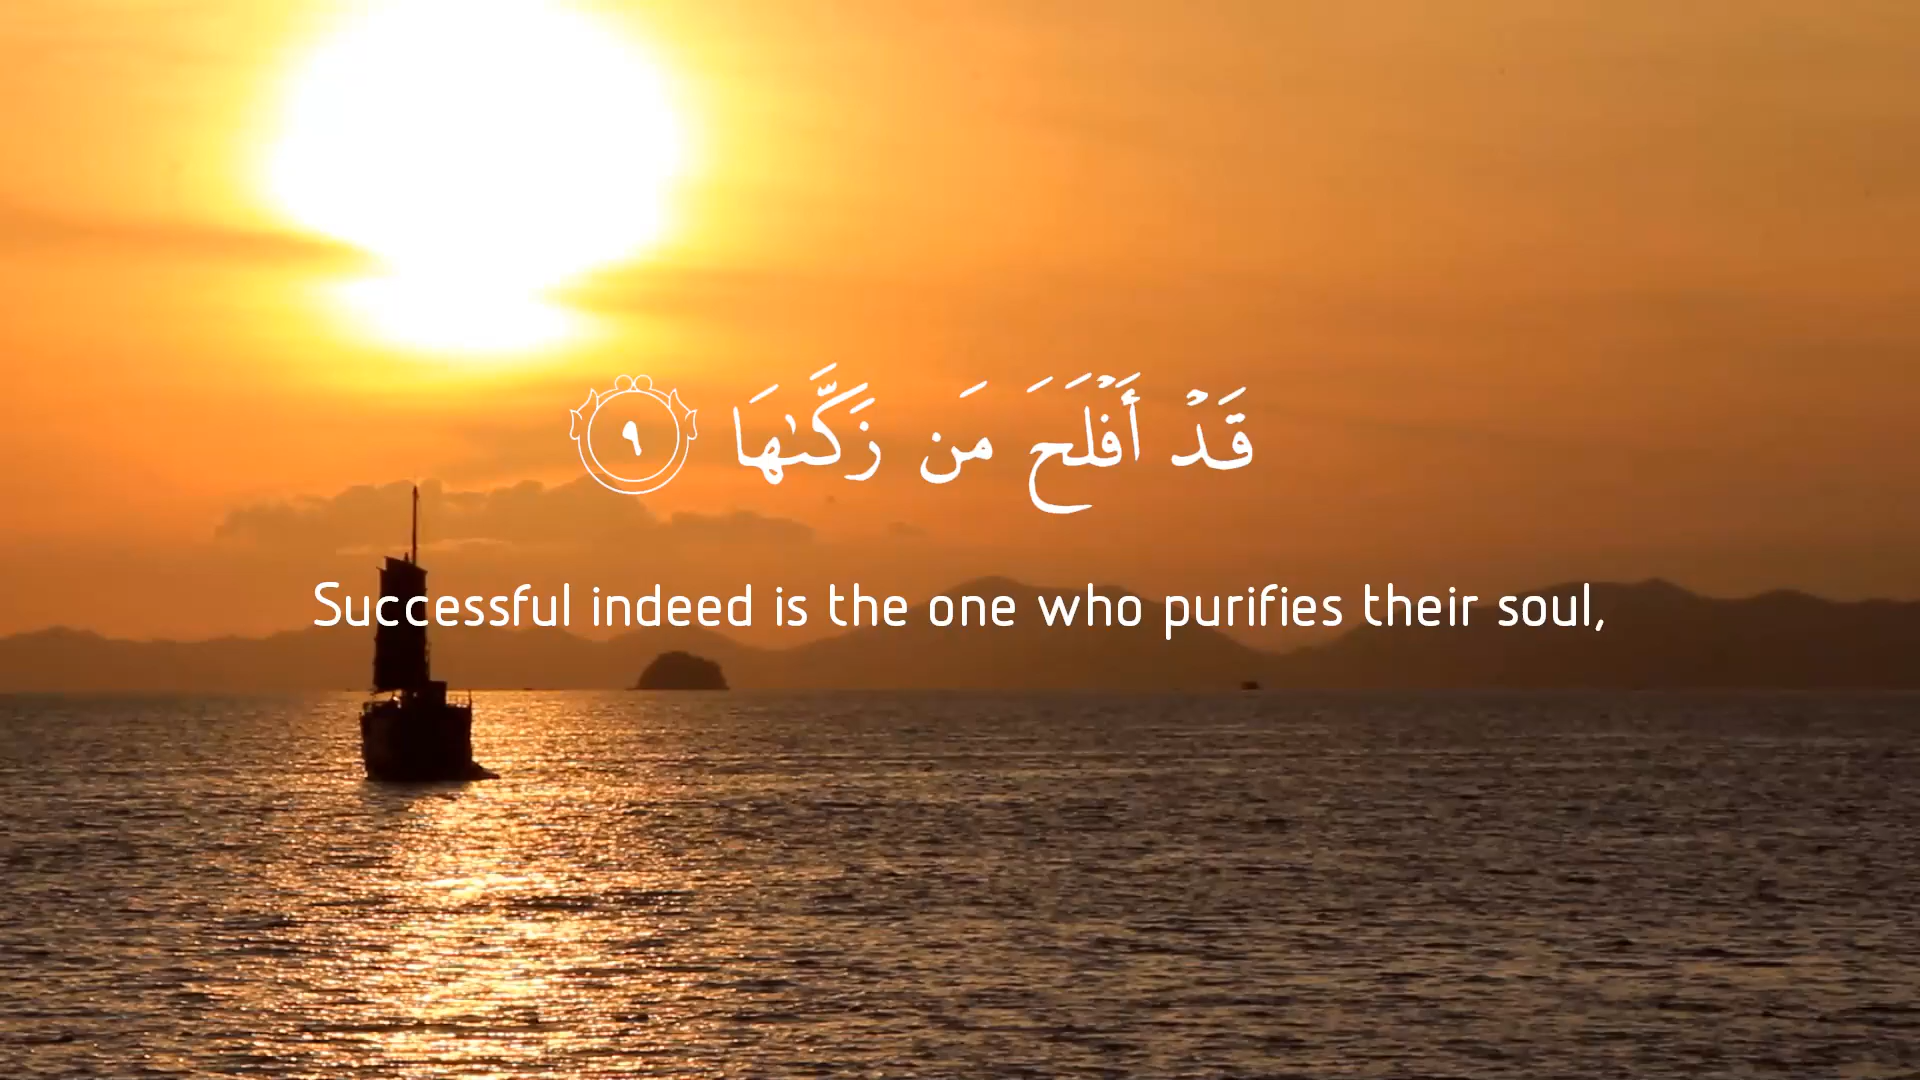 قَدْ أَفْلَحَ مَن زَكَّىٰهَا ٩
Successful indeed is the one who purifies their soul,